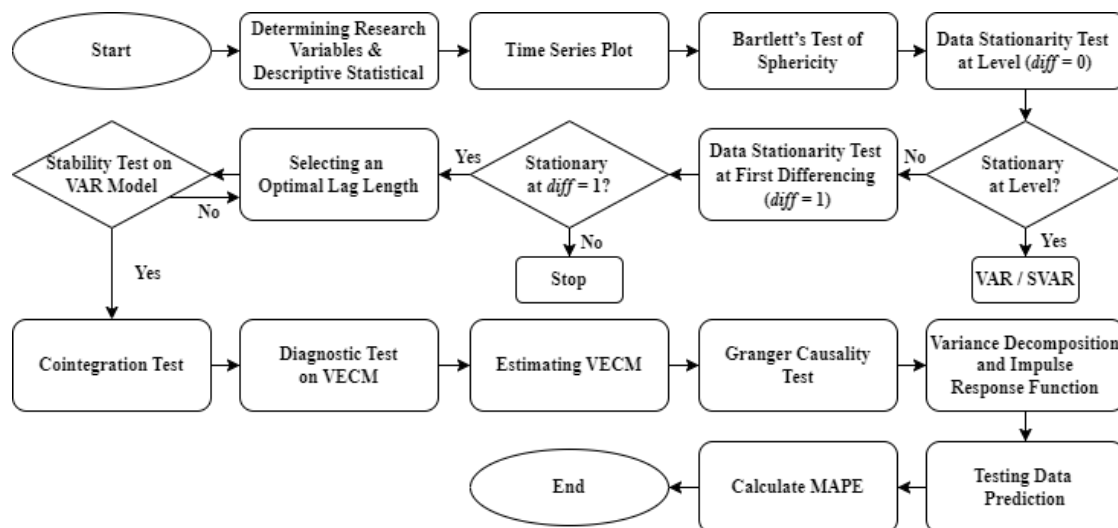 Start
Determining Research
Variables &
Descriptive Statistical
Time Series Plot
Bartlett's Test of
Sphericity
Data Stationarity Test
at Level (diff = 0)
Stationary
at Level?
No
Yes
VAR / SVAR
Data Stationarity Test
at First Differencing
(diff = 1)
Stationary
at diff = 1?
Yes
No
Stop
Selecting an
Optimal Lag Length
Stability Test on
VAR Model
No
Yes
Cointegration Test
Diagnostic Test
on VECM
Estimating VECM
Granger Causality
Test
Variance Decomposition
and Impulse
Response Function
Testing Data
Prediction
Calculate MAPE
End